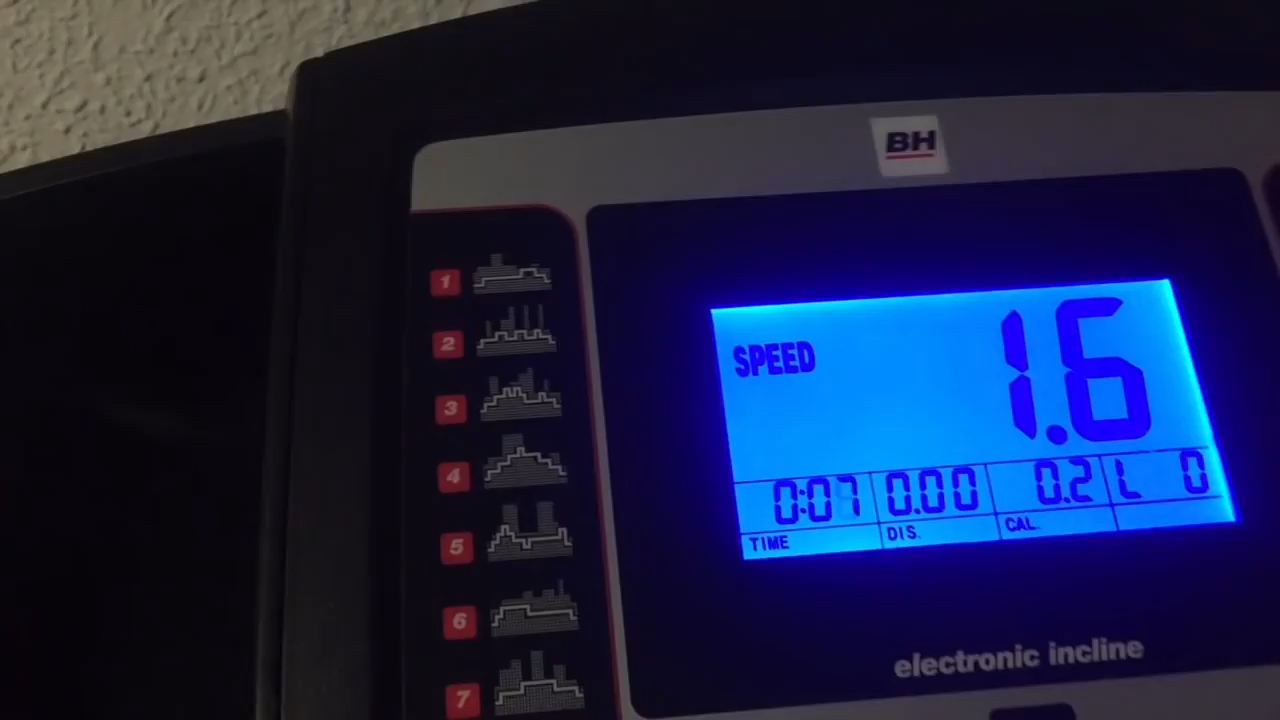 BH
1
2
3
4
5
6
7
SPEED 1.6
0:07 0.00 0.2 L 0
TIME DIS. CAL.
electronic incline